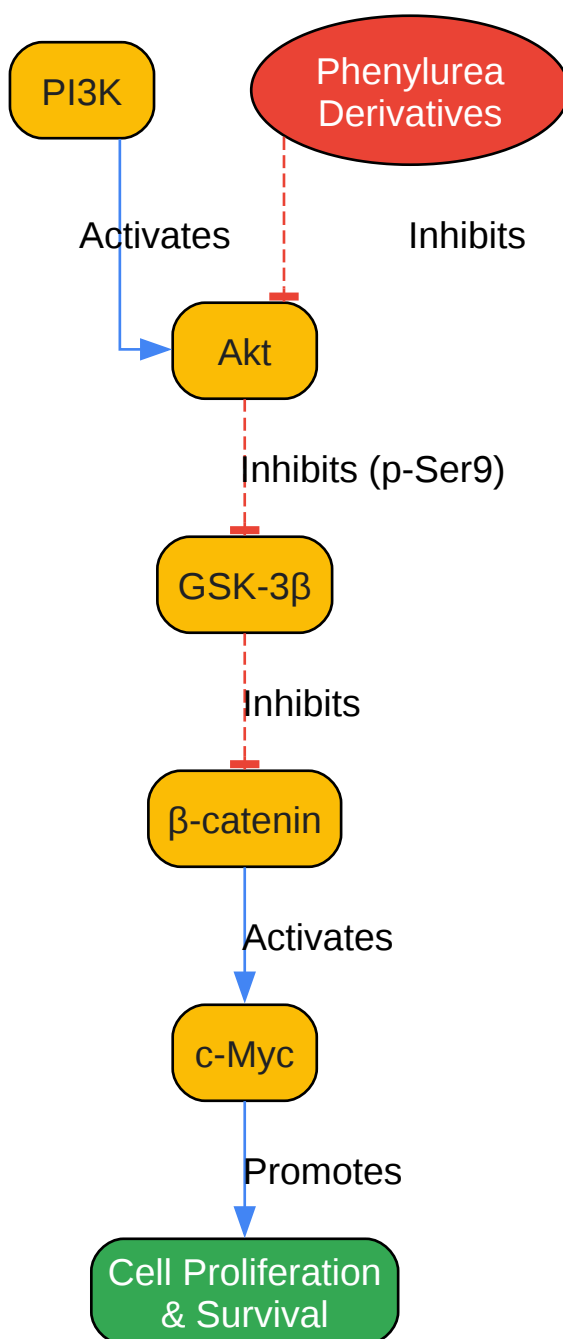 PI3K
Phenylurea
Derivatives
Activates
Inhibits
Akt
Inhibits (p-Ser9)
GSK-3β
Inhibits
β-catenin
Activates
c-Myc
Promotes
Cell Proliferation
& Survival